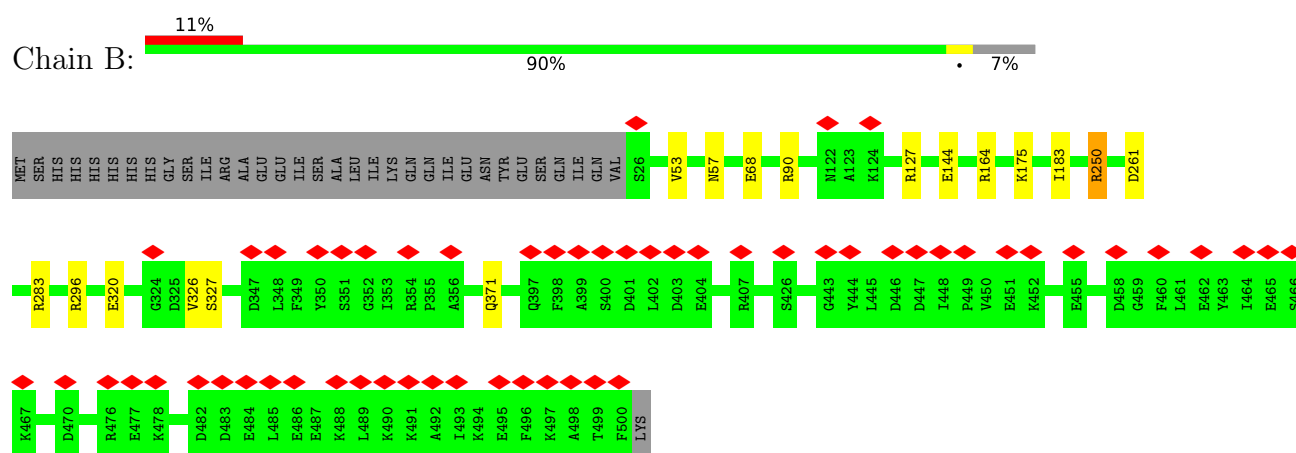 11%
Chain B:
90% • 7%
MET SER HIS HIS HIS HIS HIS HIS GLY SER ILE ARG ALA GLU GLU ILE SER ALA LEU ILE LYS GLN GLN ILE GLU ASN TYR GLU SER GLN ILE GLN VAL S26 V53 N57 E68 R90 N122 A123 K124 R127 E144 R164 K175 I183 R250 D261
R283 R296 E320 G324 D325 V326 S327 D347 L348 F349 Y350 S351 G352 I353 R354 P355 A356 Q371 Q397 F398 A399 S400 D401 L402 D403 E404 R407 S426 G443 Y444 L445 D446 D447 I448 P449 V450 E451 K452 E455 D458 G459 F460 L461 E462 Y463 I464 E465 S466
K467 D470 R476 E477 K478 D482 D483 E484 L485 E486 E487 K488 L489 K490 K491 A492 I493 K494 E495 F496 K497 A498 T499 F500 LYS